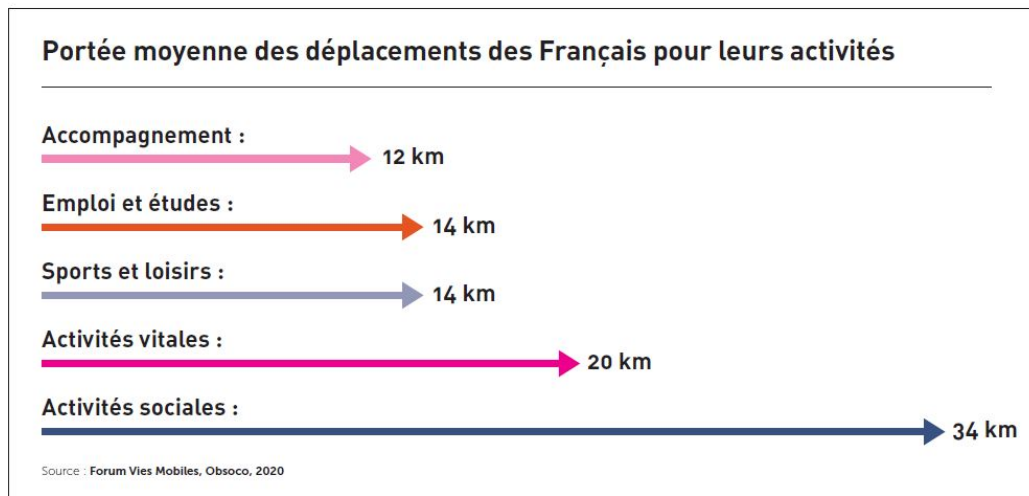 Portée moyenne des déplacements des Français pour leurs activités
Accompagnement :
12 km
Emploi et études :
14 km
Sports et loisirs :
14 km
Activités vitales :
20 km
Activités sociales :
34 km
Source : Forum Vies Mobiles, Obsoco, 2020